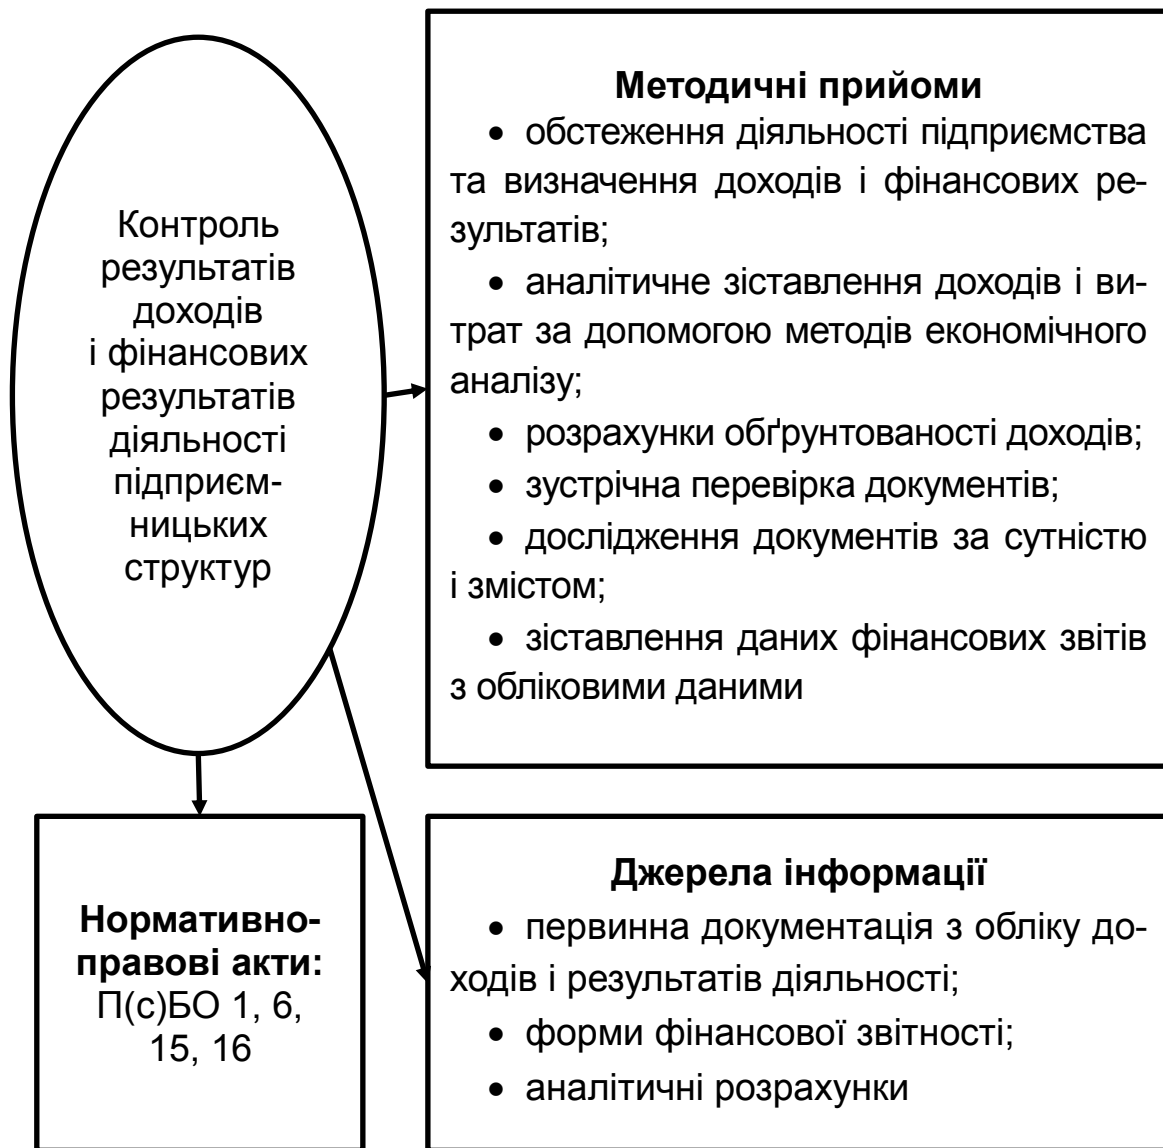 Контроль
результатів
доходів
і фінансових
результатів
діяльності
підприєм-
ницьких
структур
Методичні прийоми
• обстеження діяльності підприємства
та визначення доходів і фінансових ре-
зультатів;
• аналітичне зіставлення доходів і ви-
трат за допомогою методів економічного
аналізу;
• розрахунки обґрунтованості доходів;
• зустрічна перевірка документів;
• дослідження документів за сутністю
і змістом;
• зіставлення даних фінансових звітів
з обліковими даними
Нормативно-
правові акти:
П(с)БО 1, 6,
15, 16
Джерела інформації
• первинна документація з обліку до-
ходів і результатів діяльності;
• форми фінансової звітності;
• аналітичні розрахунки